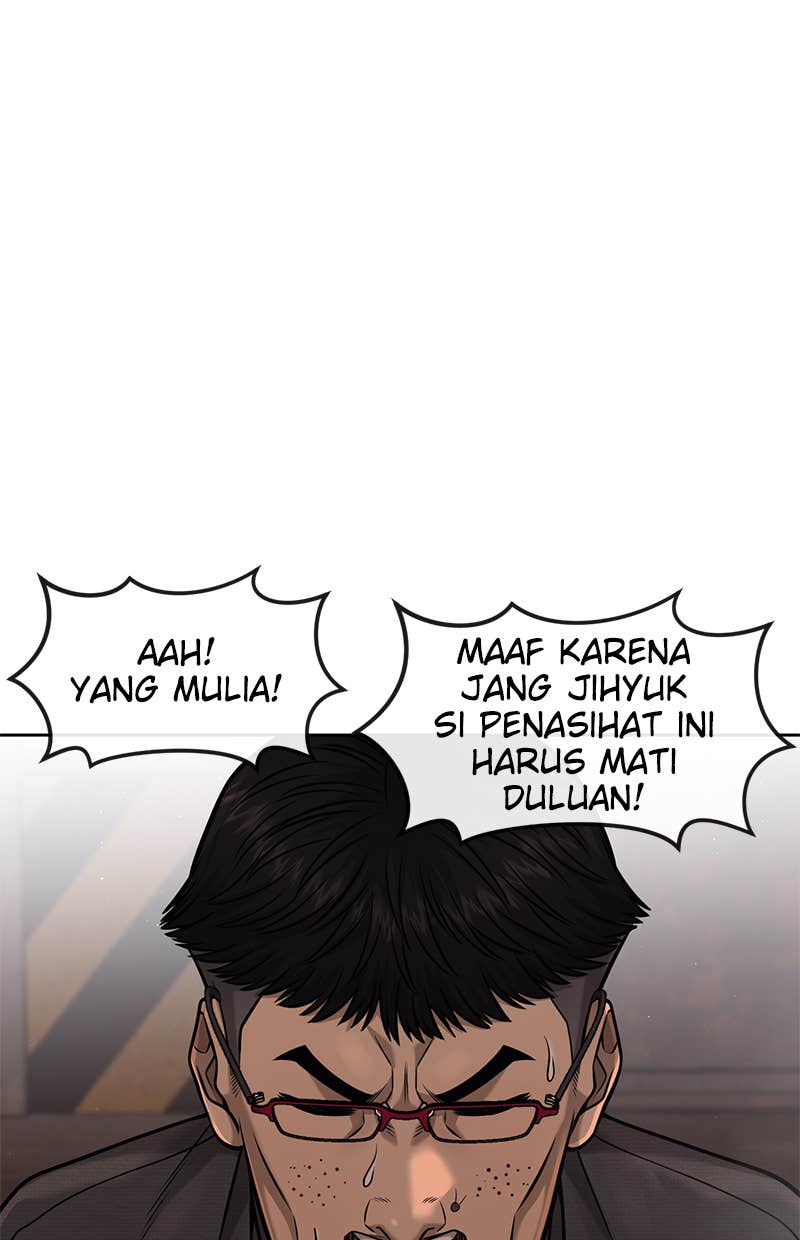 AAH!
YANG MULIA!
MAAF KARENA
JANG JIHYUK
SI PENASIHAT INI
HARUS MATI
DULUAN!